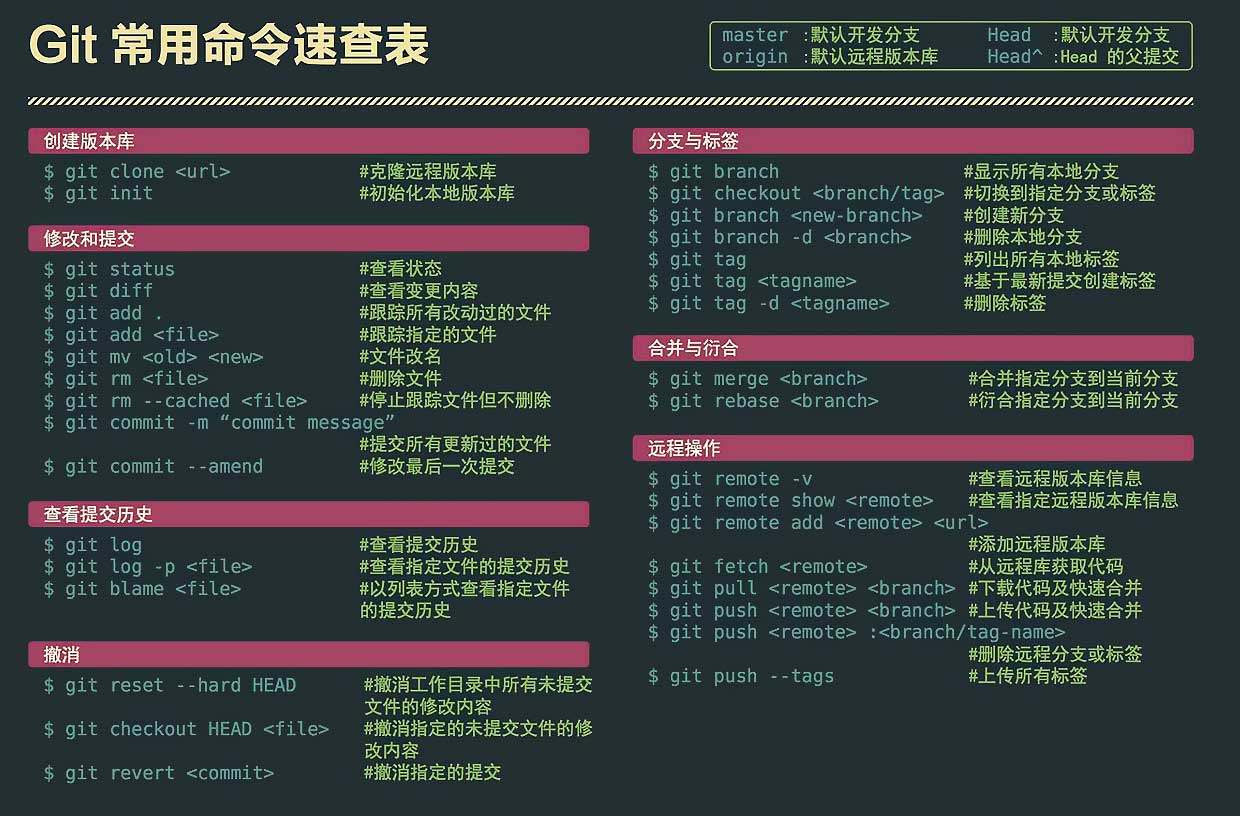 Git 常用命令速查表
master :默认开发分支 Head :默认开发分支
origin :默认远程版本库 Head^ :Head 的父提交
创建版本库
$ git clone <url> #克隆远程版本库
$ git init #初始化本地版本库
修改和提交
$ git status #查看状态
$ git diff #查看变更内容
$ git add . #跟踪所有改动过的文件
$ git add <file> #跟踪指定的文件
$ git mv <old> <new> #文件改名
$ git rm <file> #删除文件
$ git rm --cached <file> #停止跟踪文件但不删除
$ git commit -m “commit message”
#提交所有更新过的文件
$ git commit --amend #修改最后一次提交
查看提交历史
$ git log #查看提交历史
$ git log -p <file> #查看指定文件的提交历史
$ git blame <file> #以列表方式查看指定文件
的提交历史
撤消
$ git reset --hard HEAD #撤消工作目录中所有未提交
文件的修改内容
$ git checkout HEAD <file> #撤消指定的未提交文件的修
改内容
$ git revert <commit> #撤消指定的提交
分支与标签
$ git branch #显示所有本地分支
$ git checkout <branch/tag> #切换到指定分支或标签
$ git branch <new-branch> #创建新分支
$ git branch -d <branch> #删除本地分支
$ git tag #列出所有本地标签
$ git tag <tagname> #基于最新提交创建标签
$ git tag -d <tagname> #删除标签
合并与衍合
$ git merge <branch> #合并指定分支到当前分支
$ git rebase <branch> #衍合指定分支到当前分支
远程操作
$ git remote -v #查看远程版本库信息
$ git remote show <remote> #查看指定远程版本库信息
$ git remote add <remote> <url>
#添加远程版本库
$ git fetch <remote> #从远程库获取代码
$ git pull <remote> <branch> #下载代码及快速合并
$ git push <remote> <branch> #上传代码及快速合并
$ git push <remote> :<branch/tag-name>
#删除远程分支或标签
$ git push --tags #上传所有标签